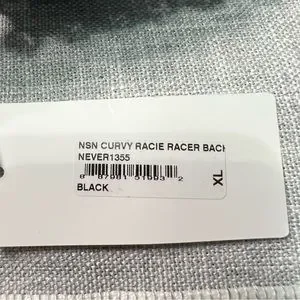 NSN CURVY RACIE RACER BACK
NEVER1355
BLACK
XL